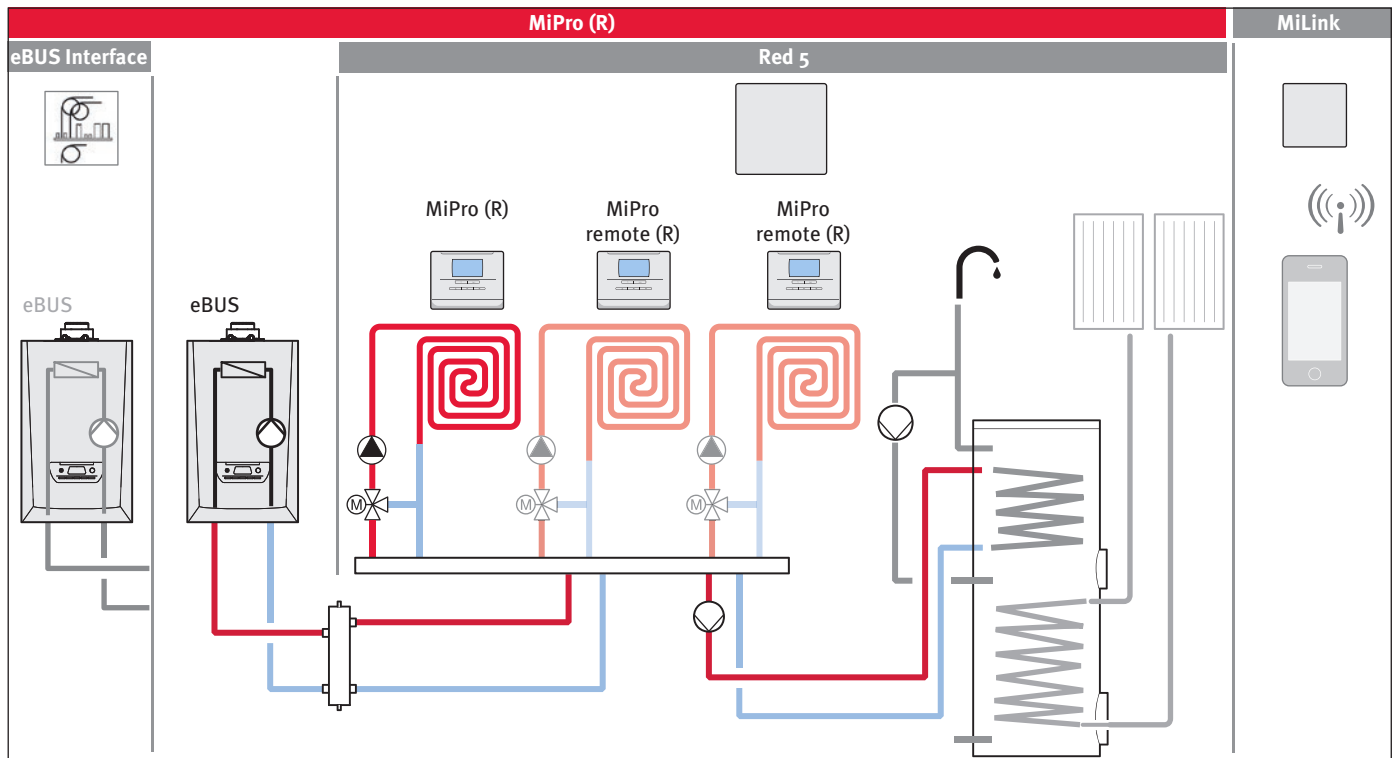 MiPro (R)
MiLink
eBUS Interface
Red 5
MiPro (R)
MiPro
remote (R)
MiPro
remote (R)
eBUS
eBUS
M
M
M